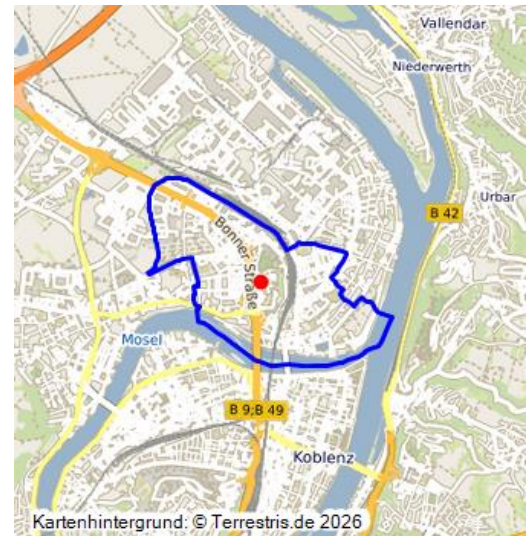 Vallendar
Niederwerth
Urbar
B 42
Bonner Straße
Mosel
B 9;B 49
Koblenz
Kartenhintergrund: © Terrestris.de 2026